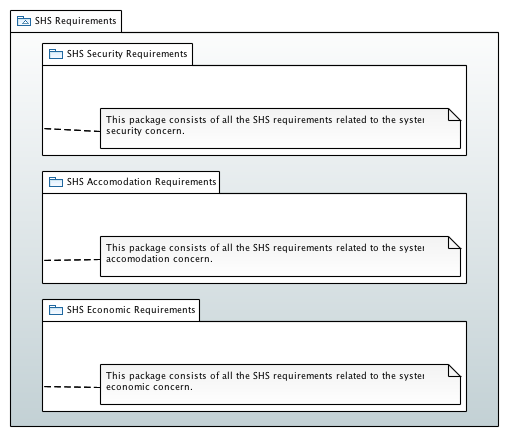 SHS Requirements
SHS Security Requirements
This package consists of all the SHS requirements related to the syster
security concern.
SHS Accomodation Requirements
This package consists of all the SHS requirements related to the syster
accomodation concern.
SHS Economic Requirements
This package consists of all the SHS requirements related to the syster
economic concern.